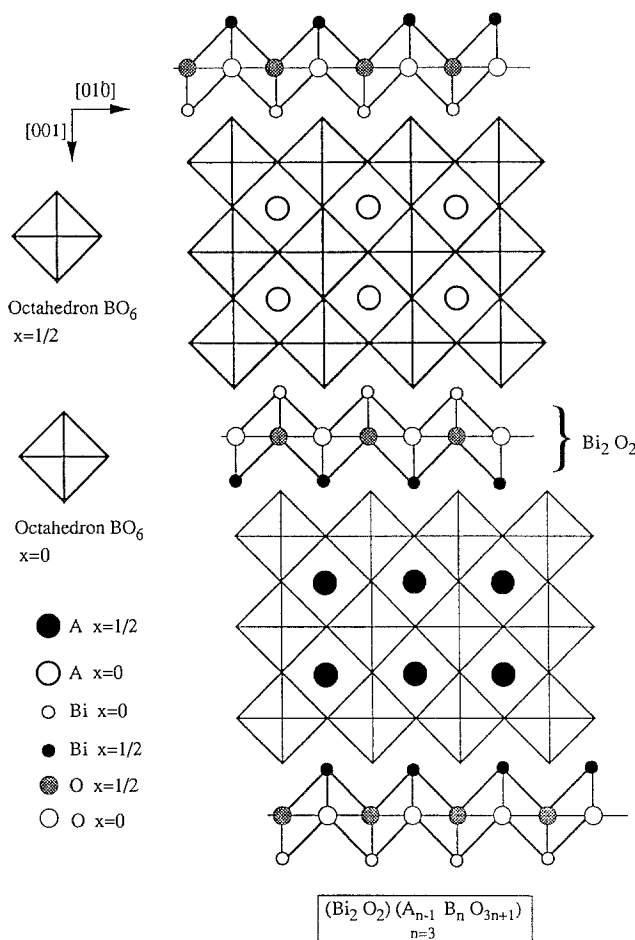 [010]
[001]
Octahedron BO6
x=1/2
Bi2 O2
Octahedron BO6
x=0
A x=1/2
A x=0
Bi x=0
Bi x=1/2
O x=1/2
O x=0
(Bi2 O2) (An-1 Bn O3n+1)
n=3